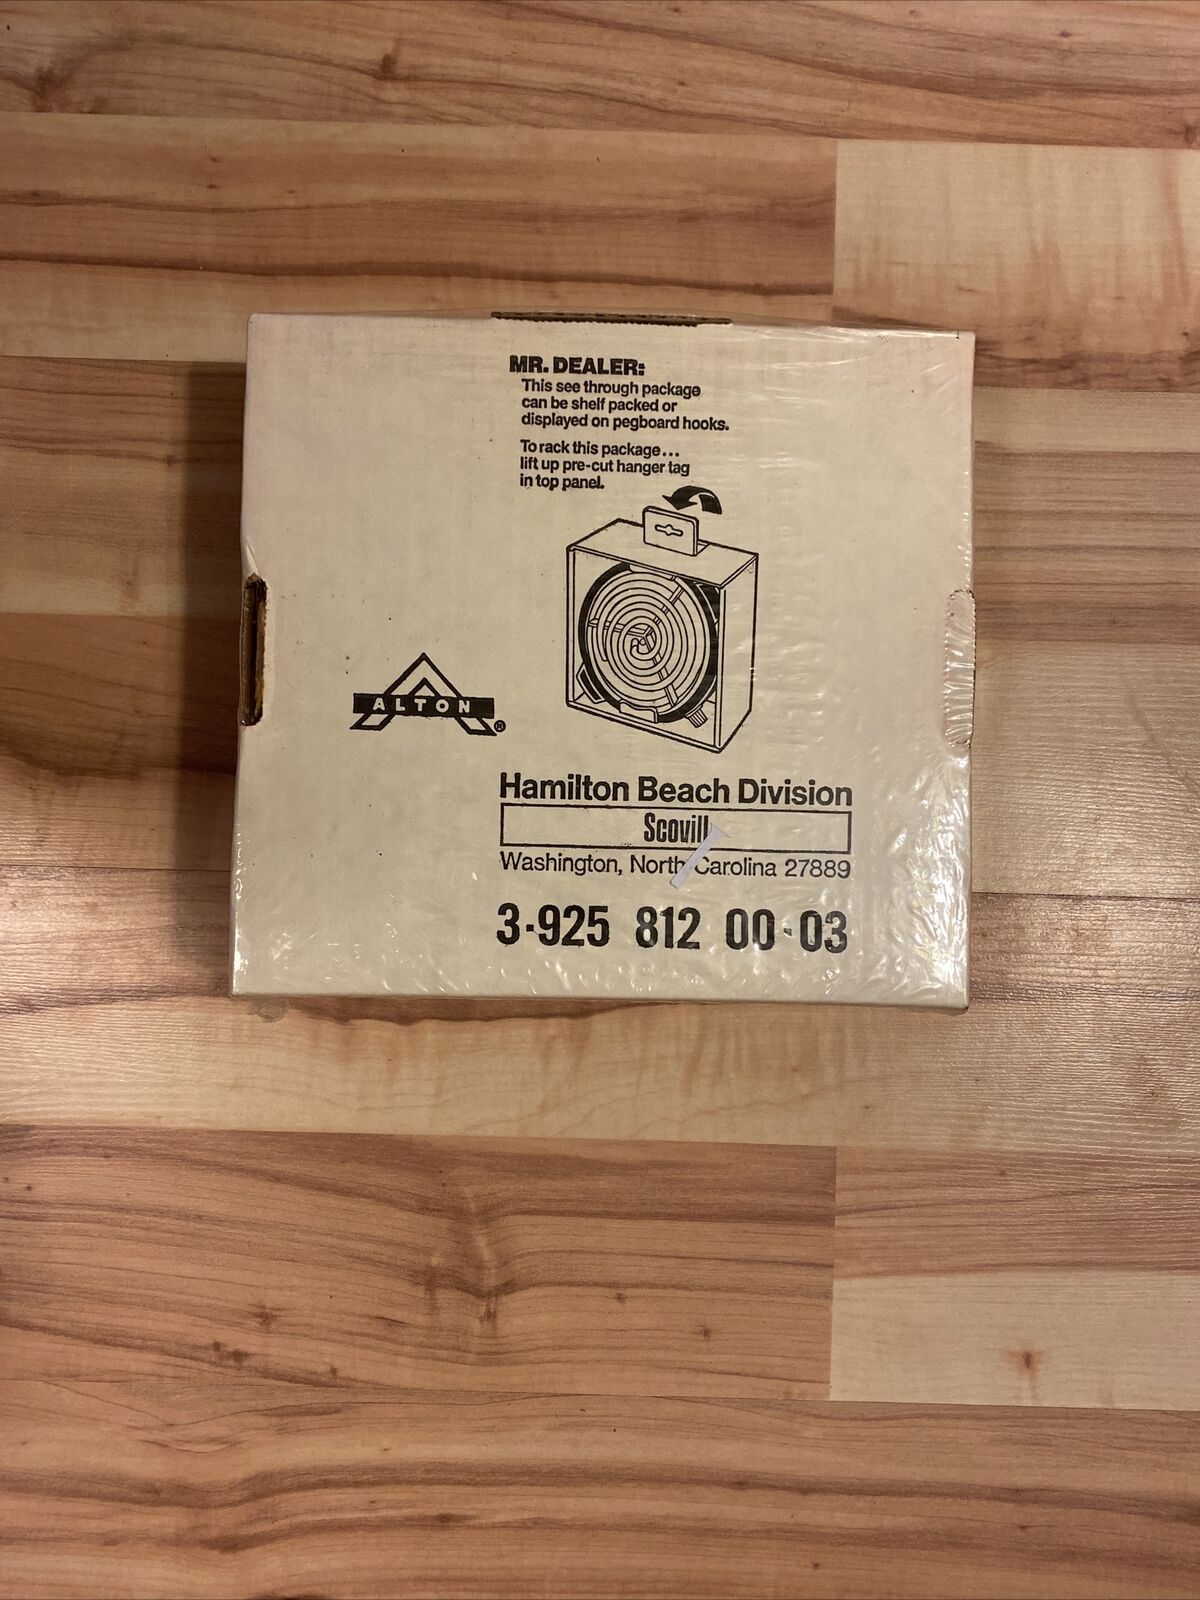 MR. DEALER:
This see through package
can be shelf packed or
displayed on pegboard hooks.
To rack this package...
lift up pre-cut hanger tag
in top panel.
ALTON®
Hamilton Beach Division
Scovill
Washington, North Carolina 27889
3-925 812 00-03